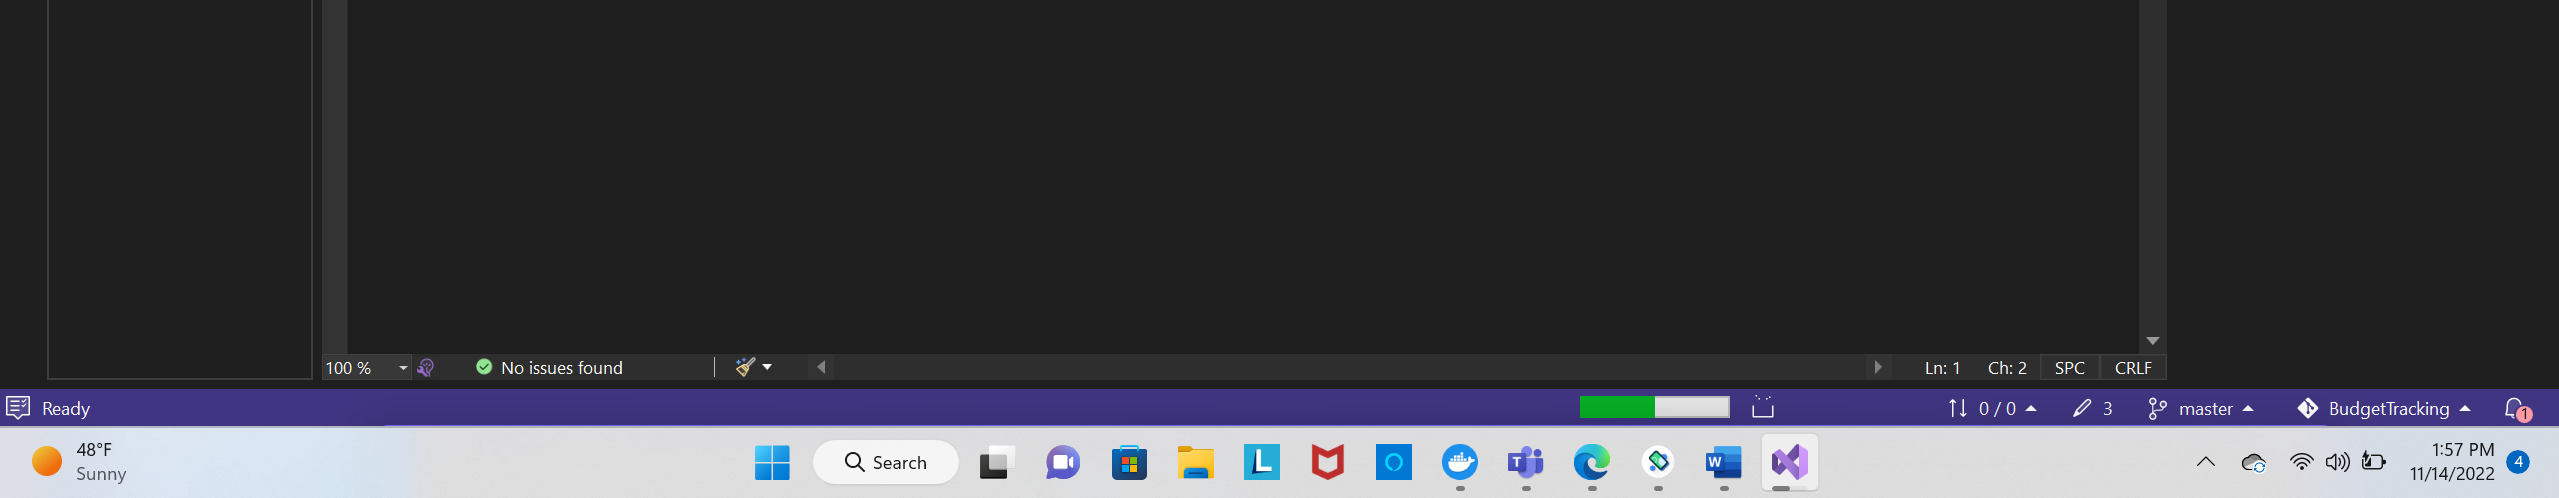 100 %
No issues found
Ln: 1 Ch: 2 SPC CRLF
Ready
0 / 0 3 master BudgetTracking 1
48°F
Sunny
Search
L
T
W
1:57 PM
11/14/2022
4